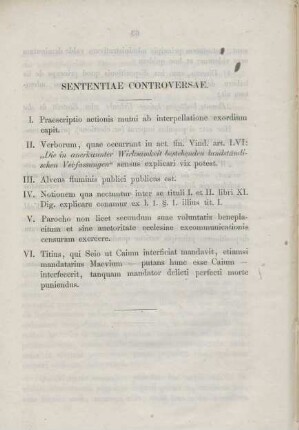 SENTENTIAE CONTROVERSAE.
I. Praescriptio actionis mutui ab interpellatione exordium
capit.
II. Verborum, quae occurrunt in act. fin. Vind. art. LVI:
„Die in anerkannter Wirksamkeit bestehenden landständi-
schen Verfassungen“ sensus explicari vix potest.
III. Alveus fluminis publici publicus est.
IV. Notionem qua nectuntur inter se tituli I. et II. libri XI.
Dig. explicare conamur ex h l. §. 1. illius tit. I.
V. Parocho non licet secundum suae voluntatis benepla-
citum et sine auctoritate ecclesiae excommunicationis
censuram exercere.
VI. Titius, qui Seio ut Caium interficiat mandavit, etiamsi
mandatarius Maevium — putans hunc esse Caium —
interfecerit, tanquam mandator delicti perfecti morte
puniendus.